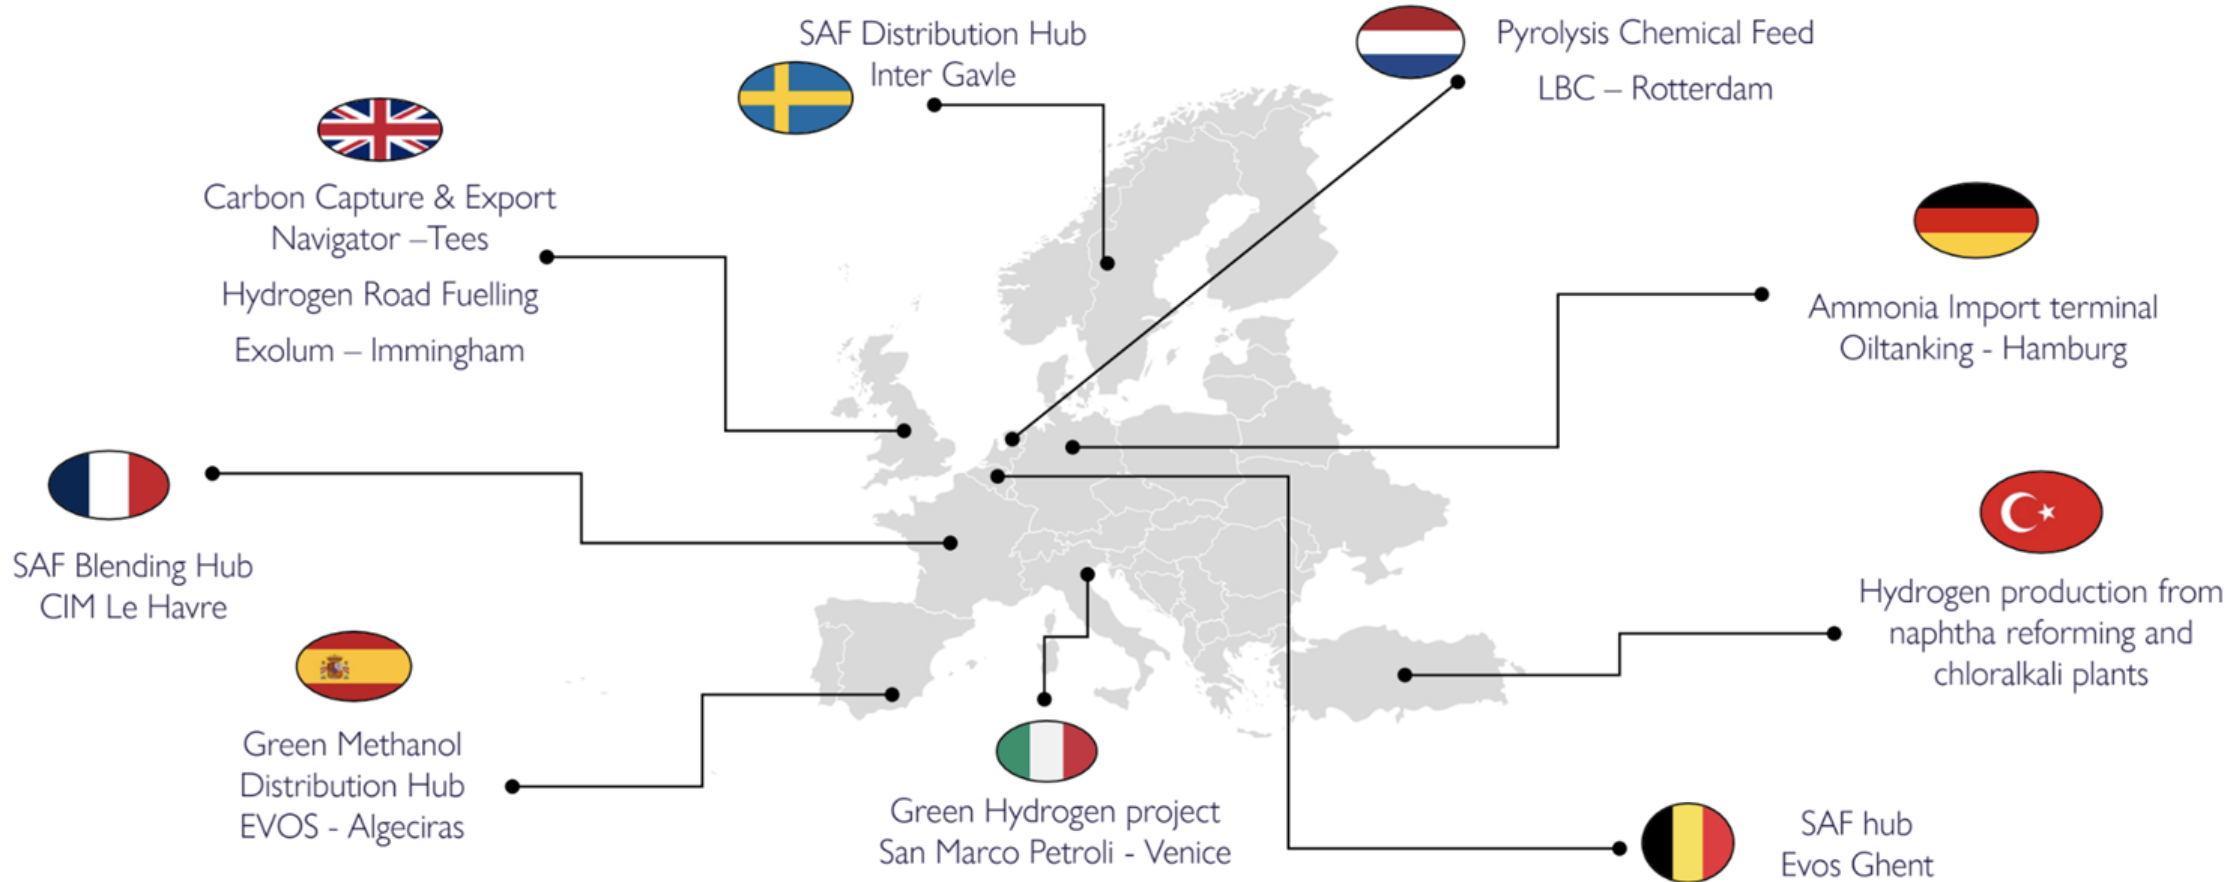 SAF Distribution Hub
Inter Gavle
Pyrolysis Chemical Feed
LBC – Rotterdam
Carbon Capture & Export
Navigator –Tees
Hydrogen Road Fuelling
Exolum – Immingham
Ammonia Import terminal
Oiltanking - Hamburg
SAF Blending Hub
CIM Le Havre
Hydrogen production from
naphtha reforming and
chloralkali plants
Green Methanol
Distribution Hub
EVOS - Algeciras
Green Hydrogen project
San Marco Petroli - Venice
SAF hub
Evos Ghent